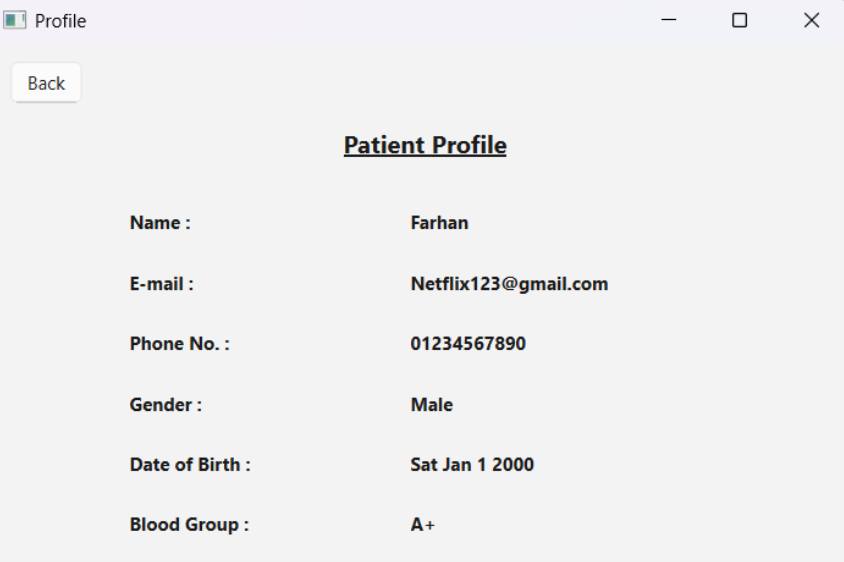 Profile
Back
Patient Profile
Name : Farhan
E-mail : Netflix123@gmail.com
Phone No. : 01234567890
Gender : Male
Date of Birth : Sat Jan 1 2000
Blood Group : A+